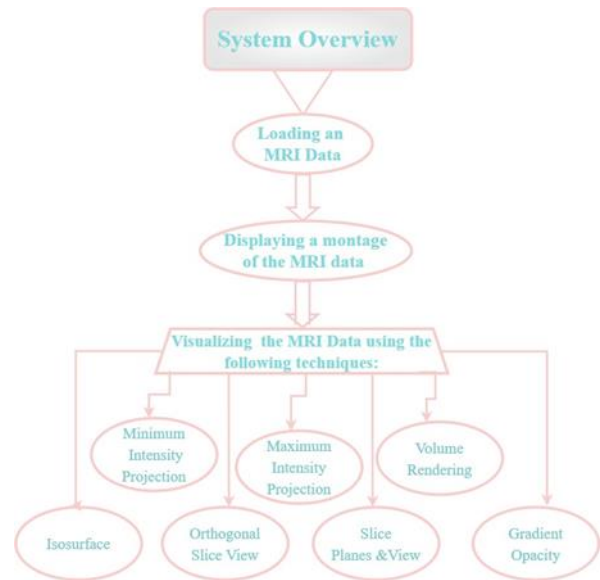 System Overview
Loading an
MRI Data
Displaying a montage
of the MRI data
Visualizing the MRI Data using the
following techniques:
Minimum
Intensity
Projection
Maximum
Intensity
Projection
Volume
Rendering
Isosurface
Orthogonal
Slice View
Slice
Planes &View
Gradient
Opacity